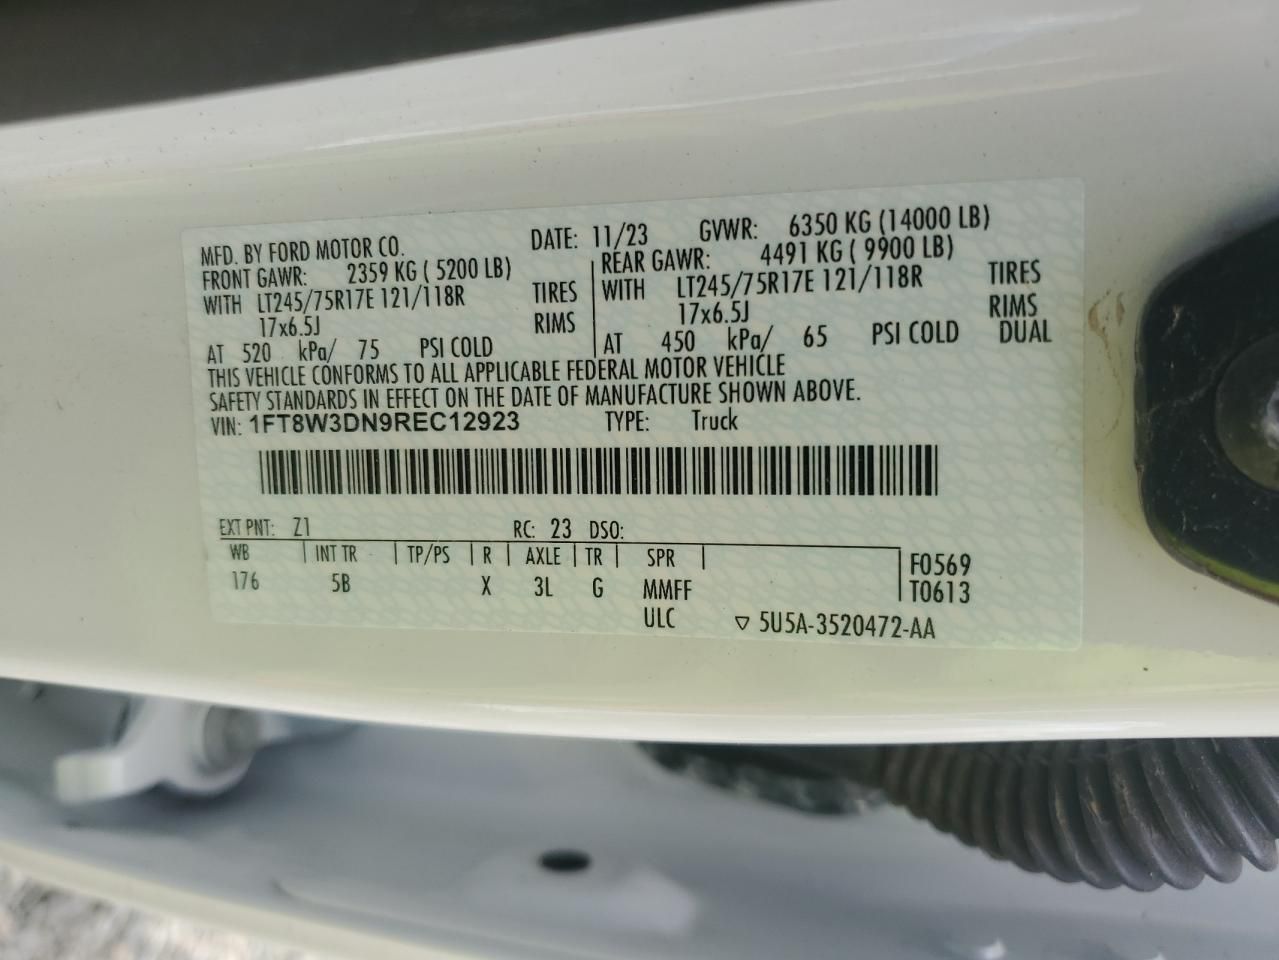 MFD. BY FORD MOTOR CO. DATE: 11/23 GVWR: 6350 KG (14000 LB)
FRONT GAWR: 2359 KG ( 5200 LB) REAR GAWR: 4491 KG ( 9900 LB)
WITH LT245/75R17E 121/118R TIRES WITH LT245/75R17E 121/118R TIRES
17x6.5J RIMS 17x6.5J RIMS
AT 520 kPa/ 75 PSI COLD AT 450 kPa/ 65 PSI COLD DUAL
THIS VEHICLE CONFORMS TO ALL APPLICABLE FEDERAL MOTOR VEHICLE
SAFETY STANDARDS IN EFFECT ON THE DATE OF MANUFACTURE SHOWN ABOVE.
VIN: 1FT8W3DN9REC12923 TYPE: Truck
EXT PNT: Z1 RC: 23 DSO:
WB INT TR TP/PS R AXLE TR SPR F0569
176 5B X 3L G MMFF T0613
ULC ▽ 5U5A-3520472-AA